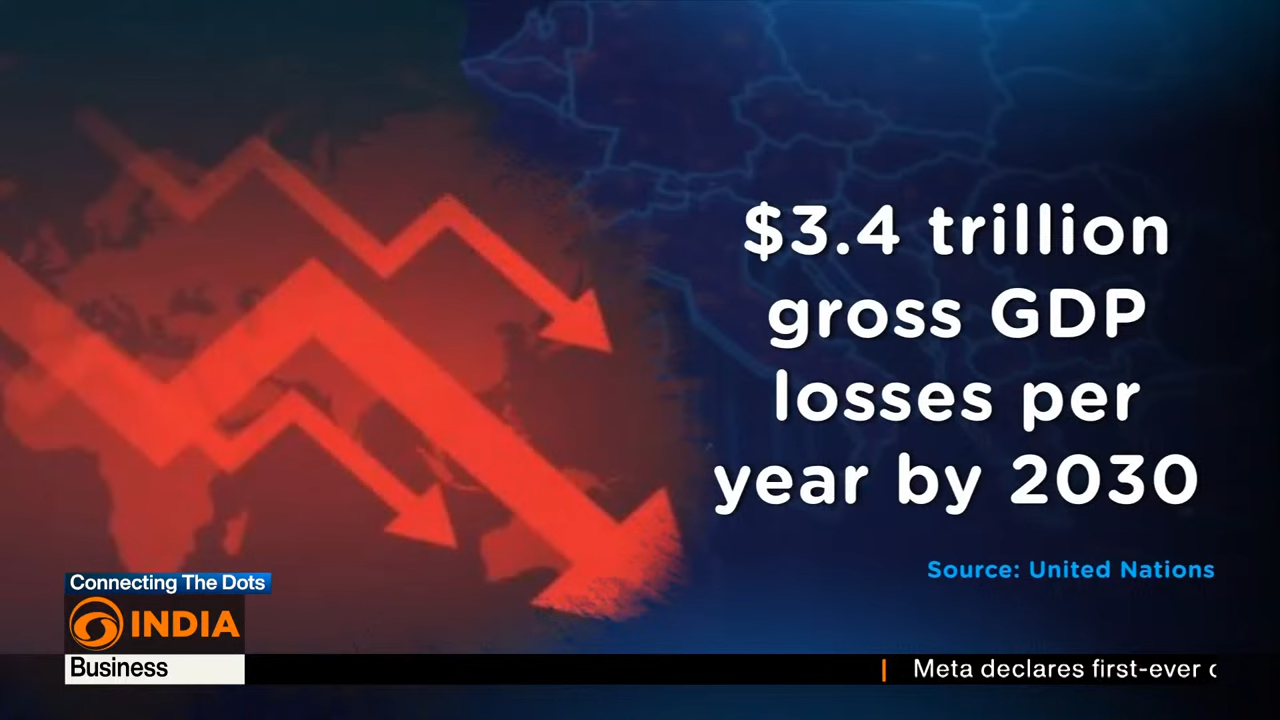 $3.4 trillion
gross GDP
losses per
year by 2030
Source: United Nations
Connecting The Dots
INDIA
Business
| Meta declares first-ever